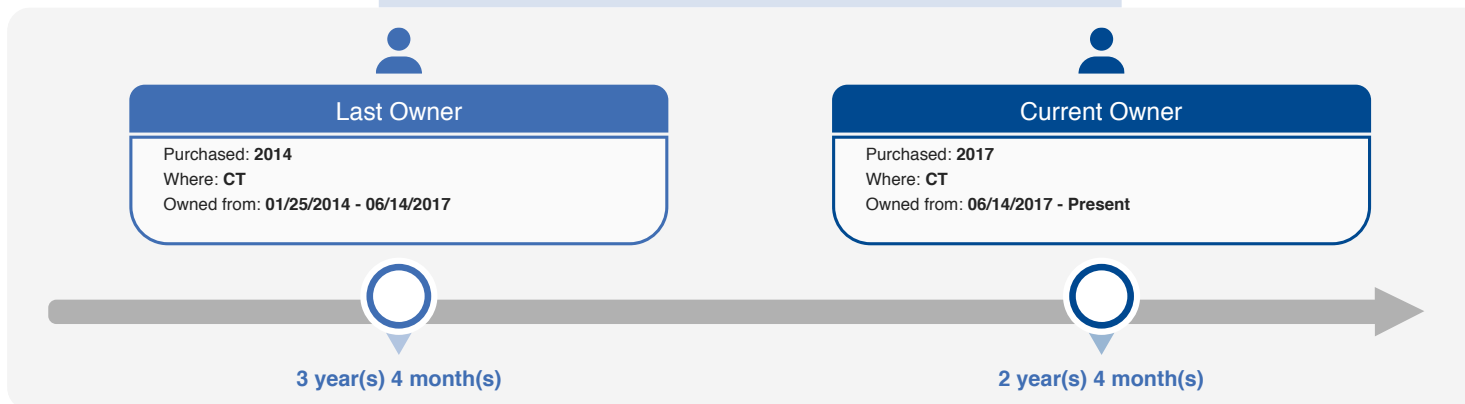 Last Owner
Purchased: 2014
Where: CT
Owned from: 01/25/2014 - 06/14/2017
3 year(s) 4 month(s)
Current Owner
Purchased: 2017
Where: CT
Owned from: 06/14/2017 - Present
2 year(s) 4 month(s)